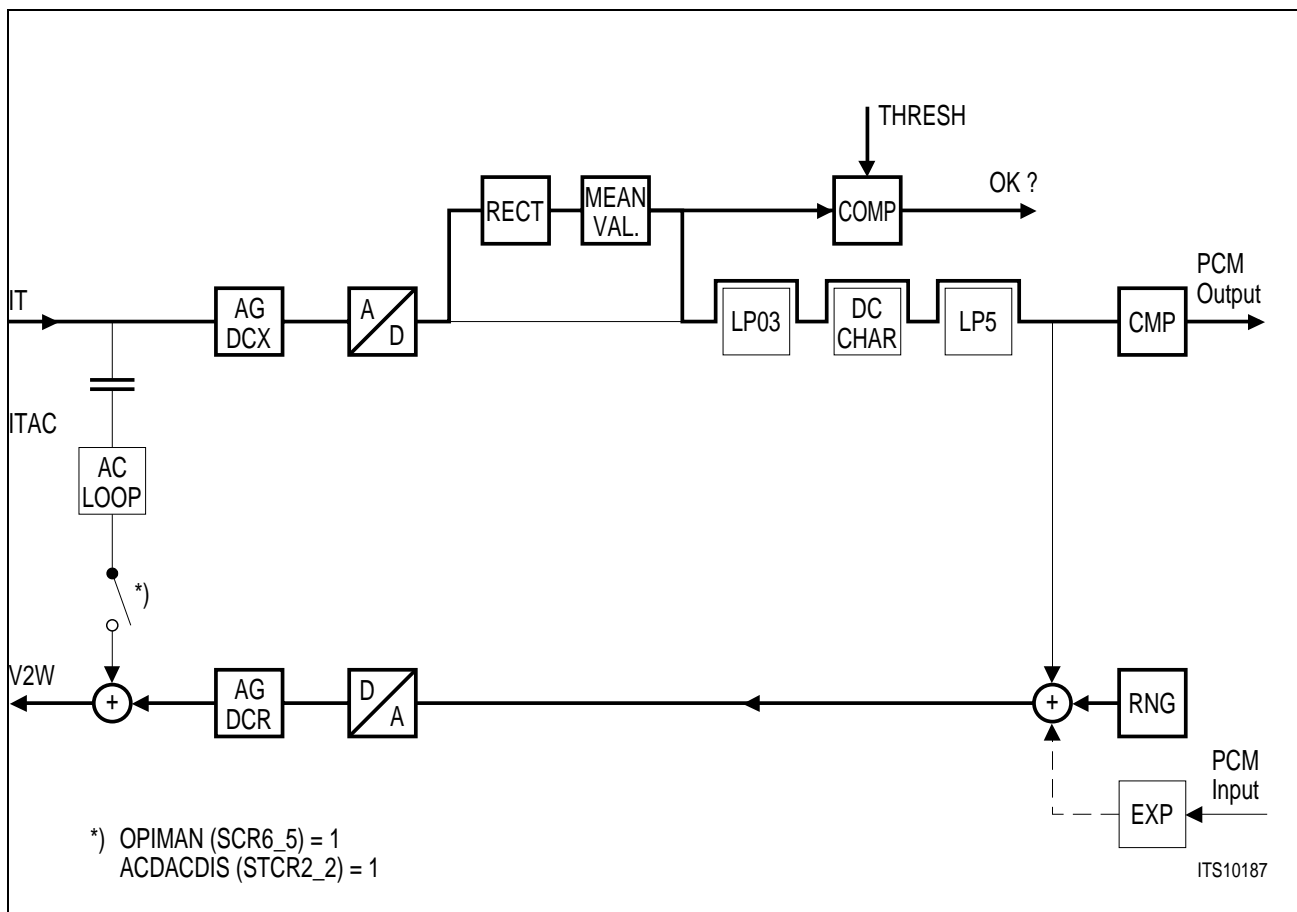 THRESH
OK ?
RECT
MEAN
VAL.
COMP
IT
AG
DCX
A
D
LP03
DC
CHAR
LP5
CMP
PCM
Output
ITAC
AC
LOOP
*)
V2W
+
AG
DCR
D
A
+
RNG
PCM
Input
EXP
*) OPIMAN (SCR6_5) = 1
ACDACDIS (STCR2_2) = 1
ITS10187